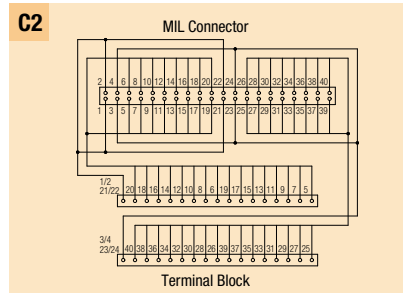 C2
MIL Connector
2 4 6 8 10 12 14 16 18 20 22 24 26 28 30 32 34 36 38 40
1 3 5 7 9 11 13 15 17 19 21 23 25 27 29 31 33 35 37 39
1/2
21/22 20 18 16 14 12 10 8 6 19 17 15 13 11 9 7 5
3/4
23/24 40 38 36 34 32 30 28 26 39 37 35 33 31 29 27 25
Terminal Block